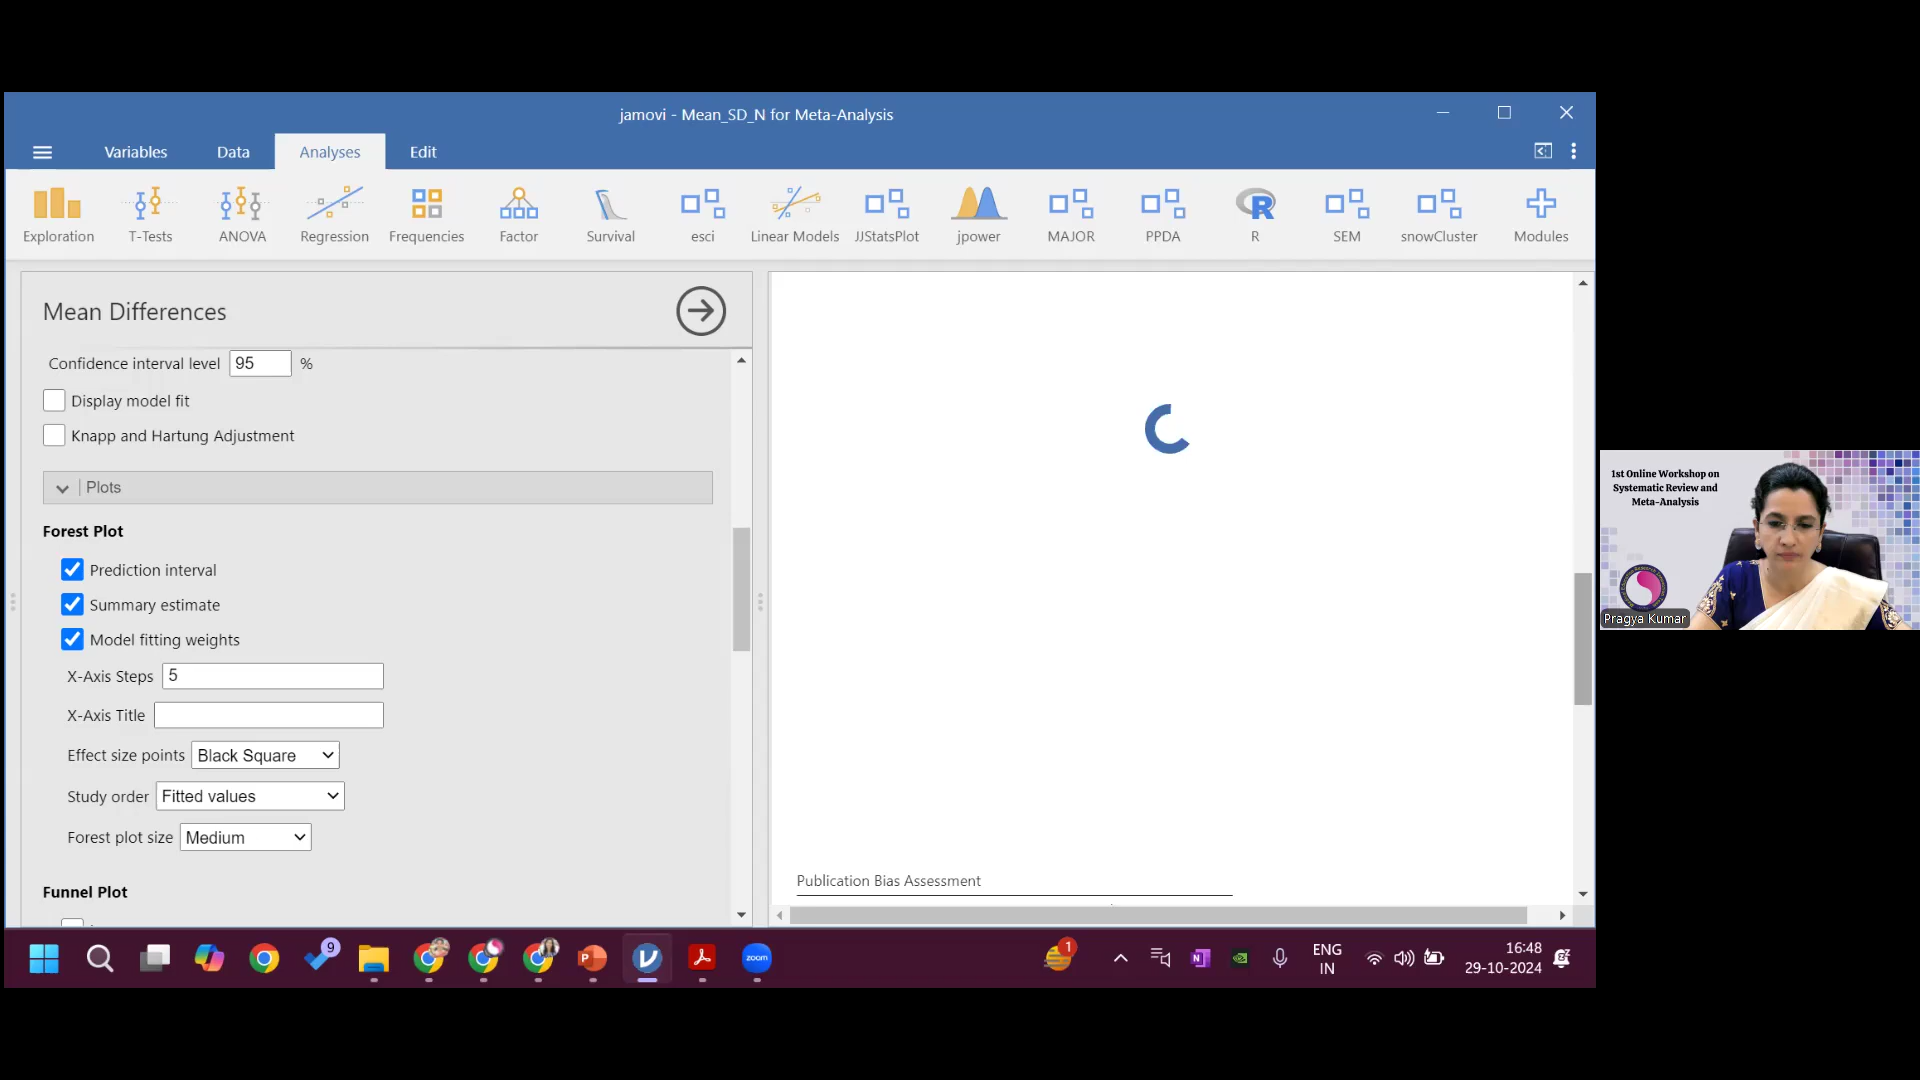 jamovi - Mean_SD_N for Meta-Analysis
Variables
Data
Analyses
Edit
Exploration
T-Tests
ANOVA
Regression
Frequencies
Factor
Survival
esci
Linear Models
JJStatsPlot
jpower
MAJOR
PPDA
R
SEM
snowCluster
Modules
Mean Differences
Confidence interval level 95 %
Display model fit
Knapp and Hartung Adjustment
Plots
Forest Plot
Prediction interval
Summary estimate
Model fitting weights
X-Axis Steps 5
X-Axis Title
Effect size points Black Square
Study order Fitted values
Forest plot size Medium
Funnel Plot
Publication Bias Assessment
1st Online Workshop on
Systematic Review and
Meta-Analysis
Pragya Kumar
9
P
zoom
1
N
ENG
IN
16:48
29-10-2024